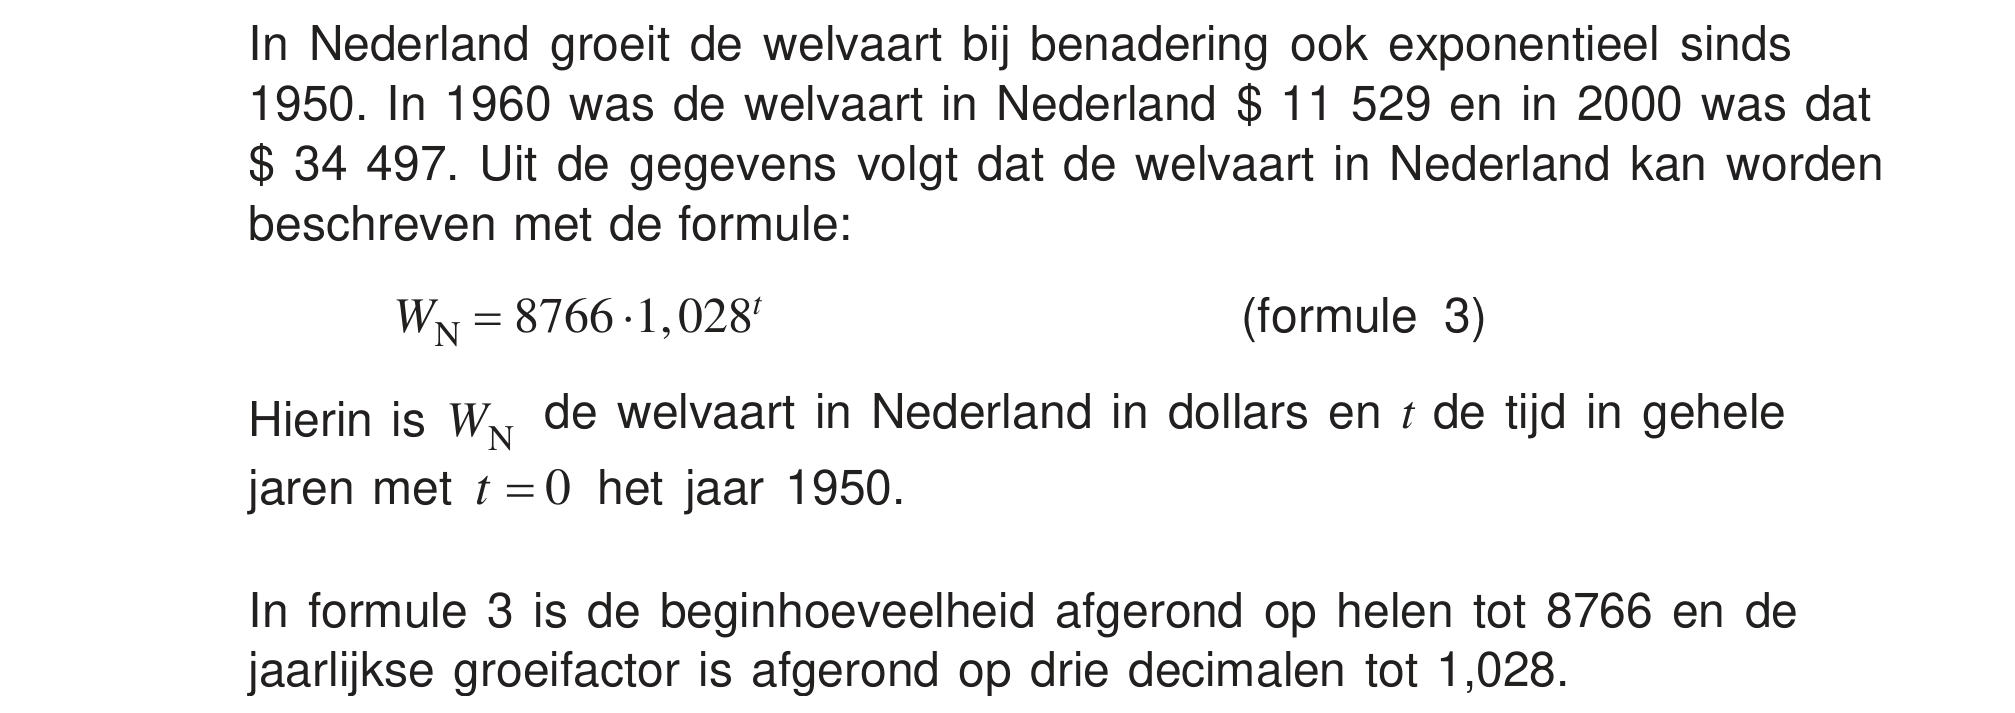 In Nederland groeit de welvaart bij benadering ook exponentieel sinds
1950. In 1960 was de welvaart in Nederland $ 11 529 en in 2000 was dat
$ 34 497. Uit de gegevens volgt dat de welvaart in Nederland kan worden
beschreven met de formule:
W_N = 8766 · 1,028^t (formule 3)
Hierin is W_N de welvaart in Nederland in dollars en t de tijd in gehele
jaren met t = 0 het jaar 1950.
In formule 3 is de beginhoeveelheid afgerond op helen tot 8766 en de
jaarlijkse groeifactor is afgerond op drie decimalen tot 1,028.